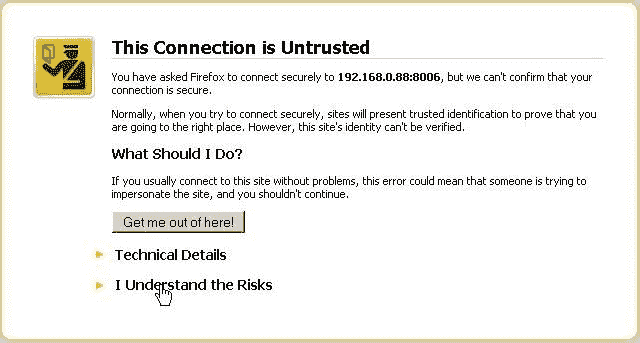 This Connection is Untrusted
You have asked Firefox to connect securely to 192.168.0.88:8006, but we can't confirm that your
connection is secure.
Normally, when you try to connect securely, sites will present trusted identification to prove that you
are going to the right place. However, this site's identity can't be verified.
What Should I Do?
If you usually connect to this site without problems, this error could mean that someone is trying to
impersonate the site, and you shouldn't continue.
Get me out of here!
Technical Details
I Understand the Risks